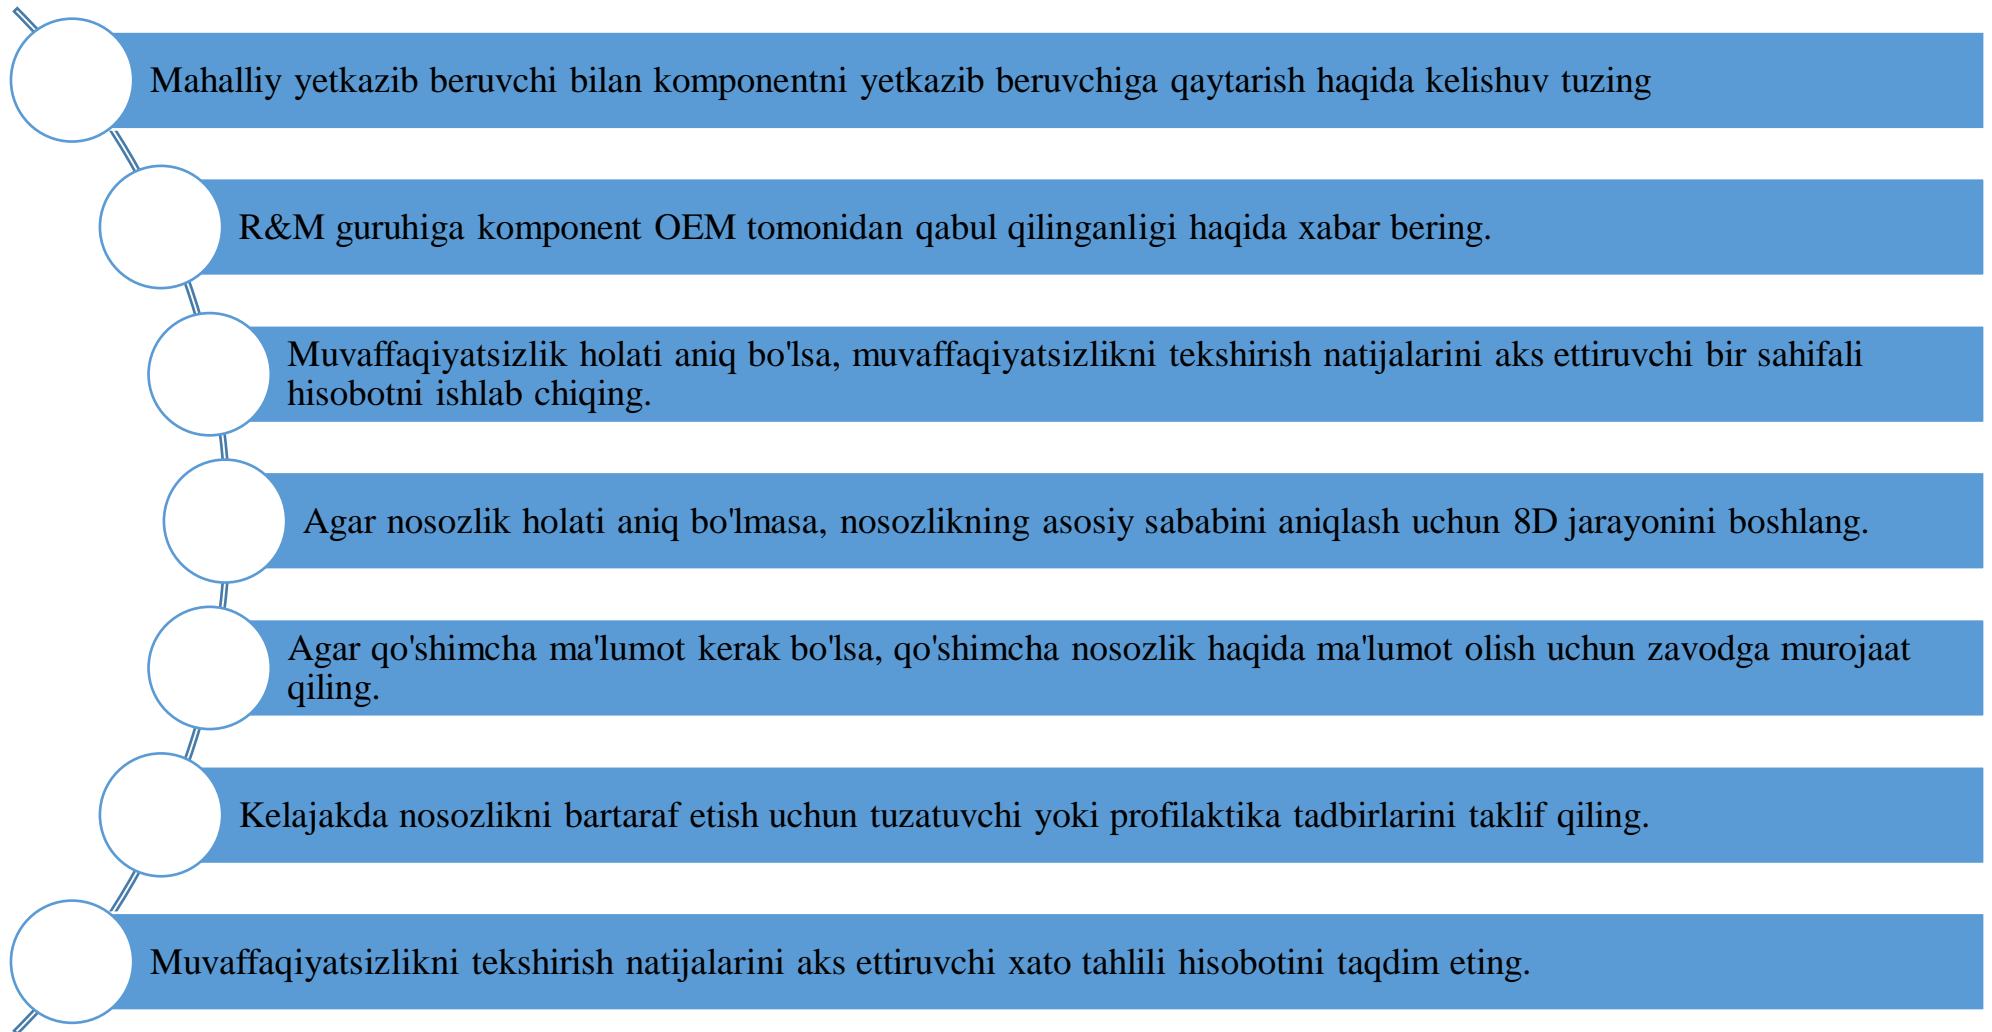 Mahalliy yetkazib beruvchi bilan komponentni yetkazib beruvchiga qaytarish haqida kelishuv tuzing
R&M guruhiga komponent OEM tomonidan qabul qilinganligi haqida xabar bering.
Muvaffaqiyatsizlik holati aniq bo'lsa, muvaffaqiyatsizlikni tekshirish natijalarini aks ettiruvchi bir sahifali
hisobotni ishlab chiqing.
Agar nosozlik holati aniq bo'lmasa, nosozlikning asosiy sababini aniqlash uchun 8D jarayonini boshlang.
Agar qo'shimcha ma'lumot kerak bo'lsa, qo'shimcha nosozlik haqida ma'lumot olish uchun zavodga murojaat
qiling.
Kelajakda nosozlikni bartaraf etish uchun tuzatuvchi yoki profilaktika tadbirlarini taklif qiling.
Muvaffaqiyatsizlikni tekshirish natijalarini aks ettiruvchi xato tahlili hisobotini taqdim eting.